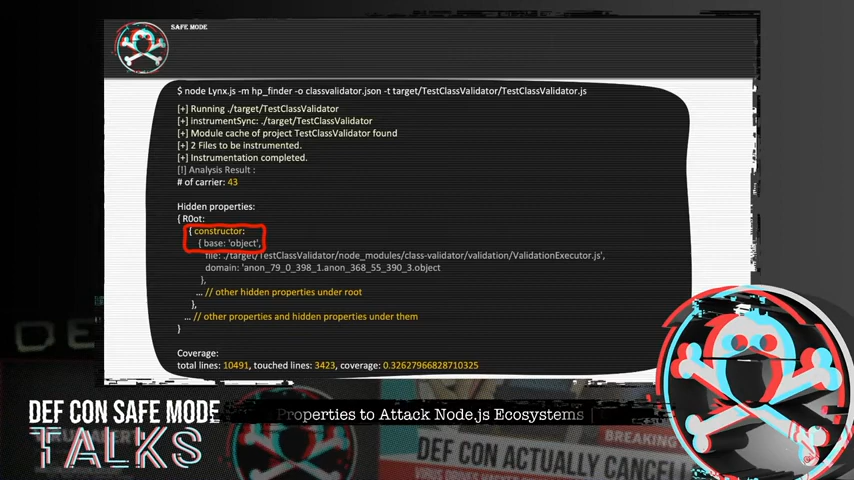 SAFE MODE
$ node Lynx.js -m hp_finder -o classvalidator.json -t target/TestClassValidator/TestClassValidator.js
[+] Running ./target/TestClassValidator
[+] instrumentSync: ./target/TestClassValidator
[+] Module cache of project TestClassValidator found
[+] 2 Files to be instrumented.
[+] Instrumentation completed.
[!] Analysis Result :
# of carrier: 43
Hidden properties:
{ R0ot:
{ constructor:
{ base: 'object',
file: ./target/TestClassValidator/node_modules/class-validator/validation/ValidationExecutor.js',
domain: 'anon_79_0_398_1.anon_368_55_390_3.object
},
... // other hidden properties under root
},
... // other properties and hidden properties under them
}
Coverage:
total lines: 10491, touched lines: 3423, coverage: 0.32627966828710325
DEF CON SAFE MODE
TALKS
Properties to Attack Node.js Ecosystems
BREAKING
DEF CON ACTUALLY CANCELL